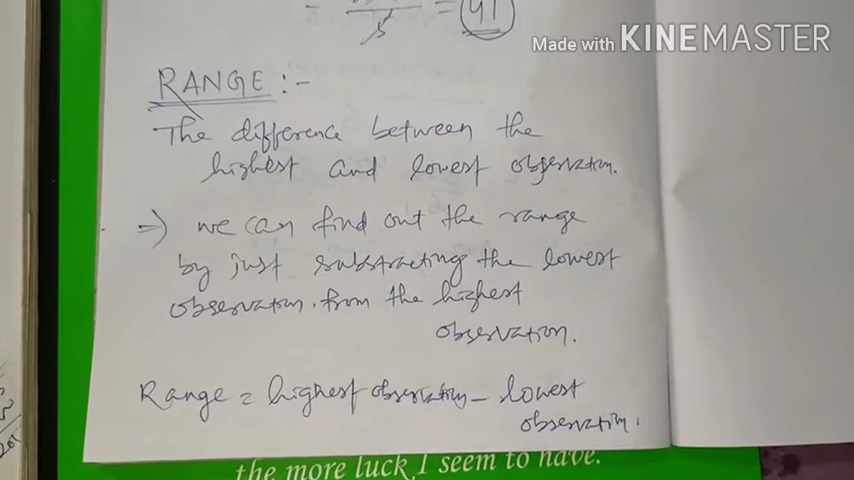 = 41
Made with KINEMASTER
RANGE :-
The difference between the
highest and lowest observation.
=> we can find out the range
by just substracting the lowest
observation. from the highest
observation.
Range = highest observation - lowest
observation.
the more luck I seem to have.